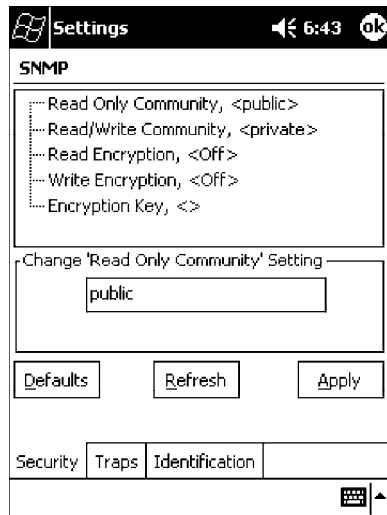 Settings 6:43 ok
SNMP
Read Only Community, <public>
Read/Write Community, <private>
Read Encryption, <Off>
Write Encryption, <Off>
Encryption Key, <>
Change 'Read Only Community' Setting
public
Defaults Refresh Apply
Security Traps Identification